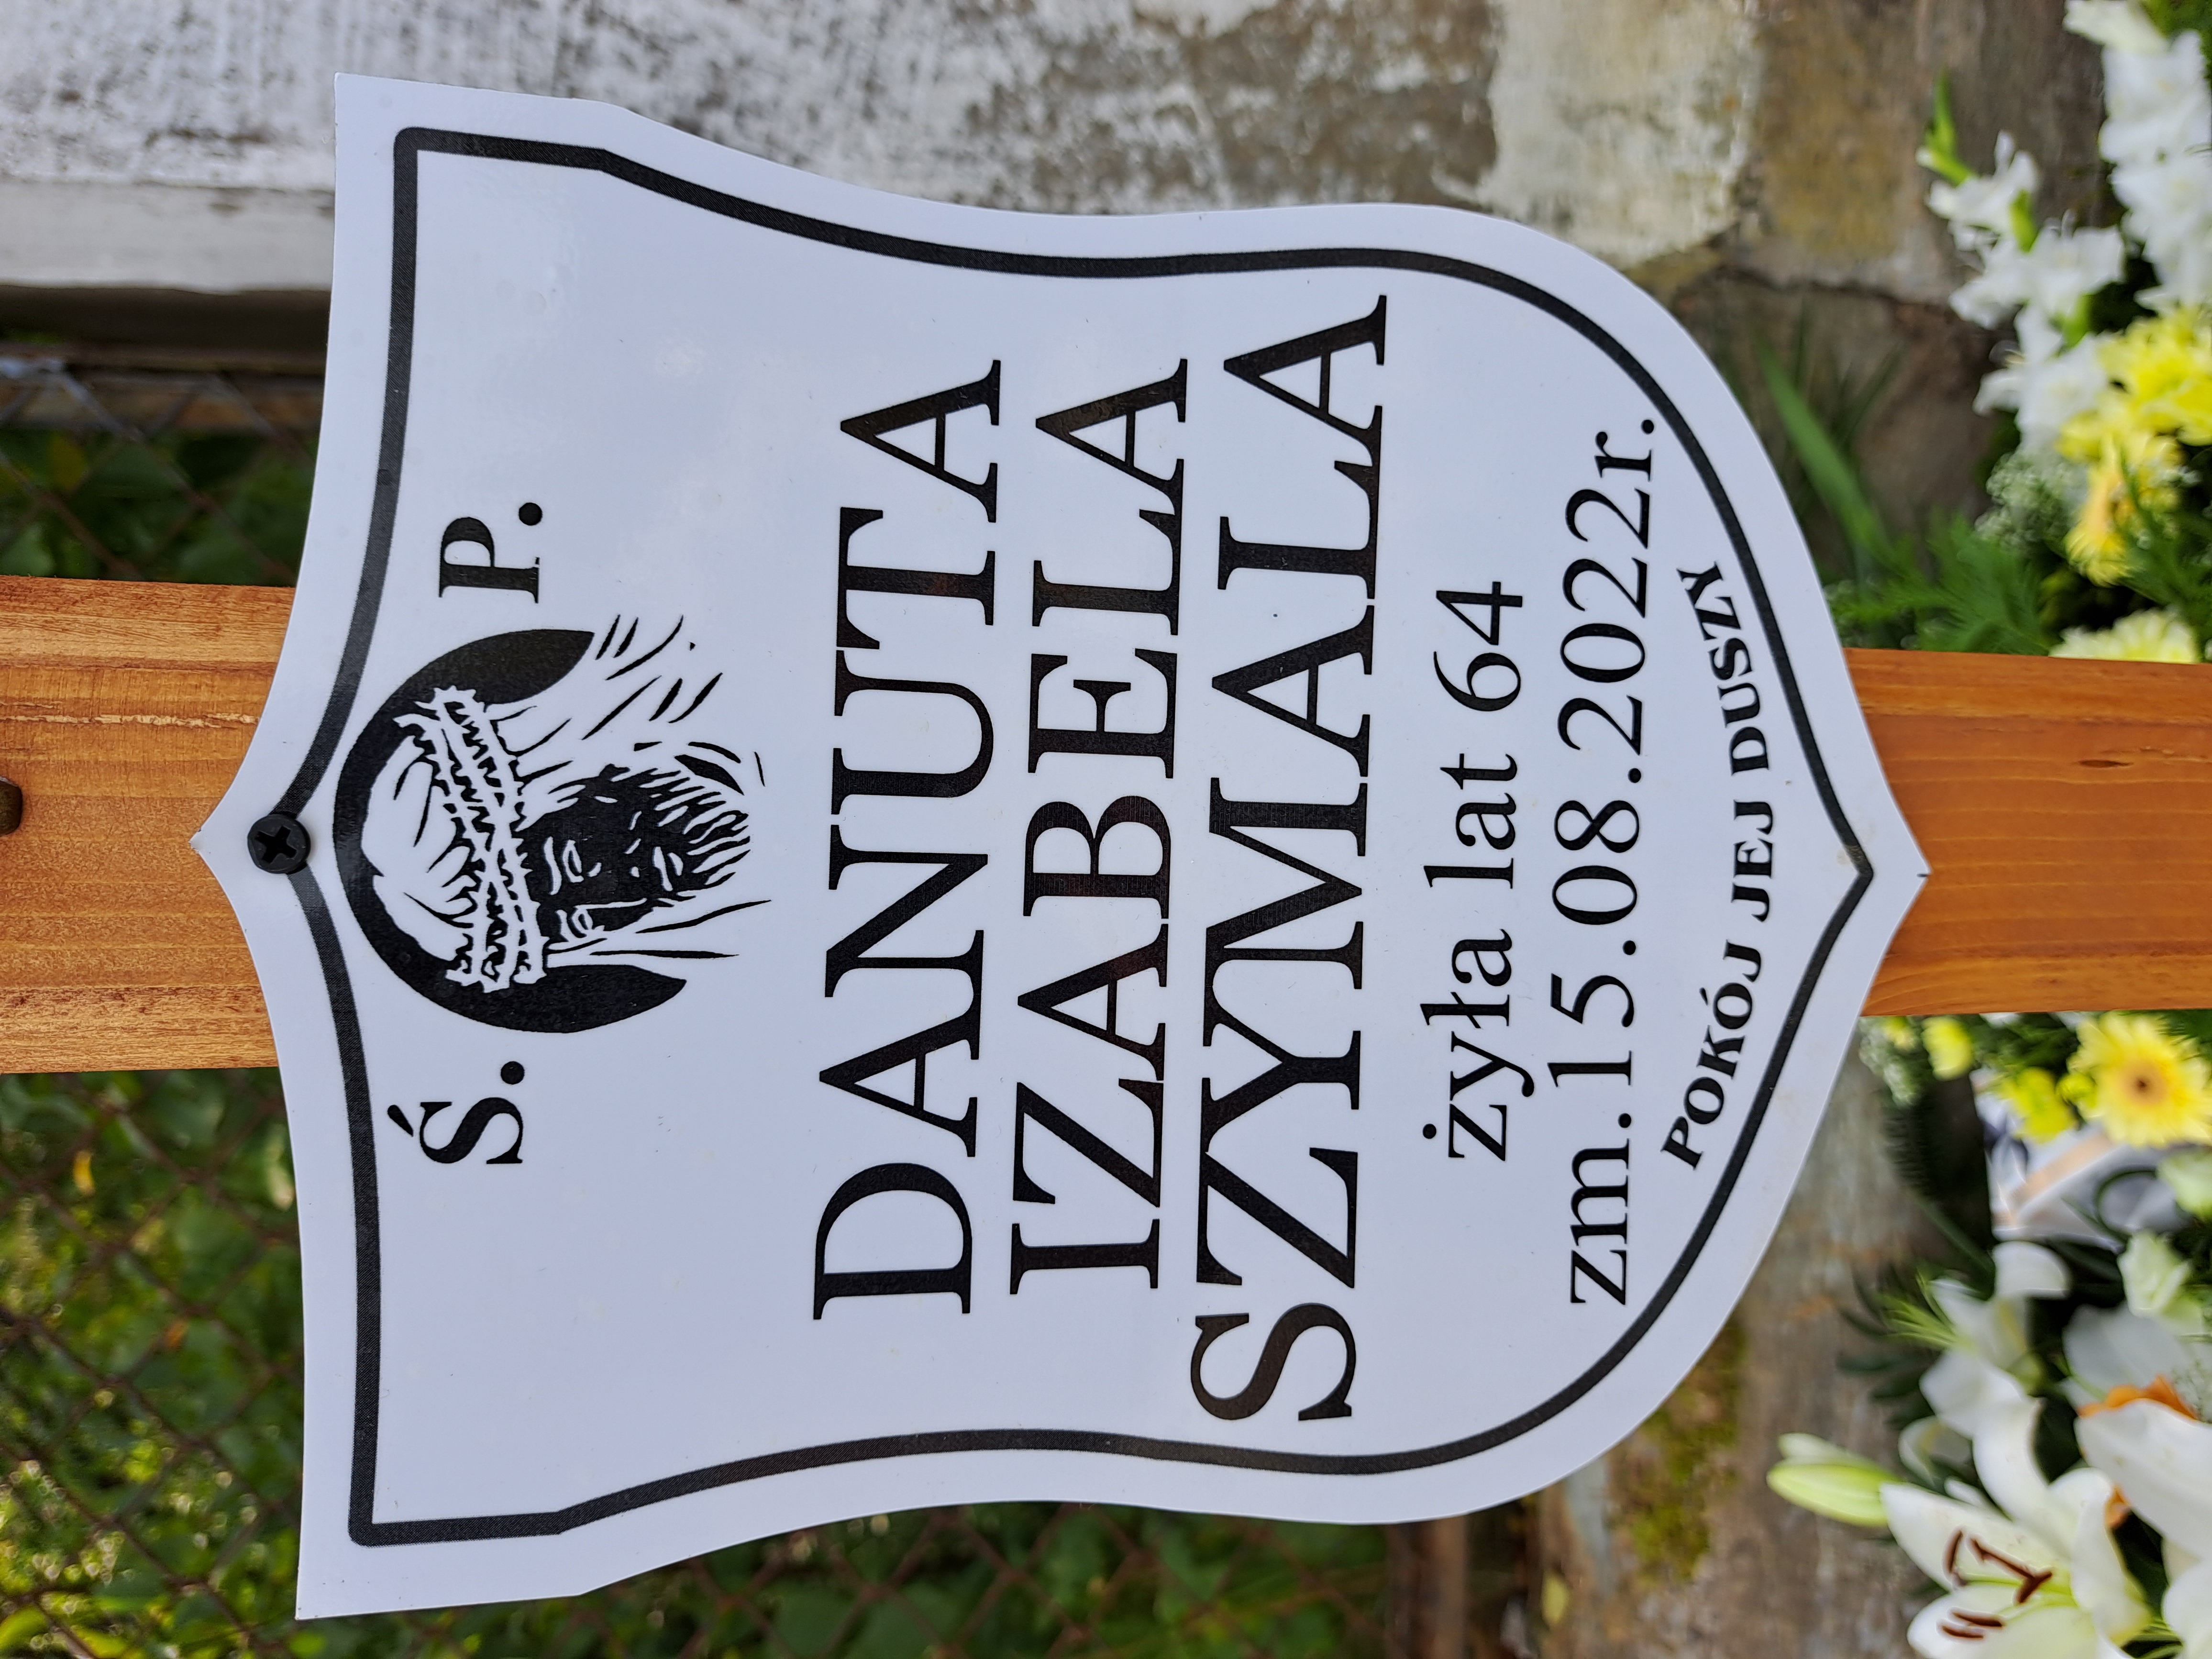 Ś. P.
DANUTA
IZABELA
SZYMALA
żyła lat 64
zm.15.08.2022r.
POKÓJ JEJ DUSZY